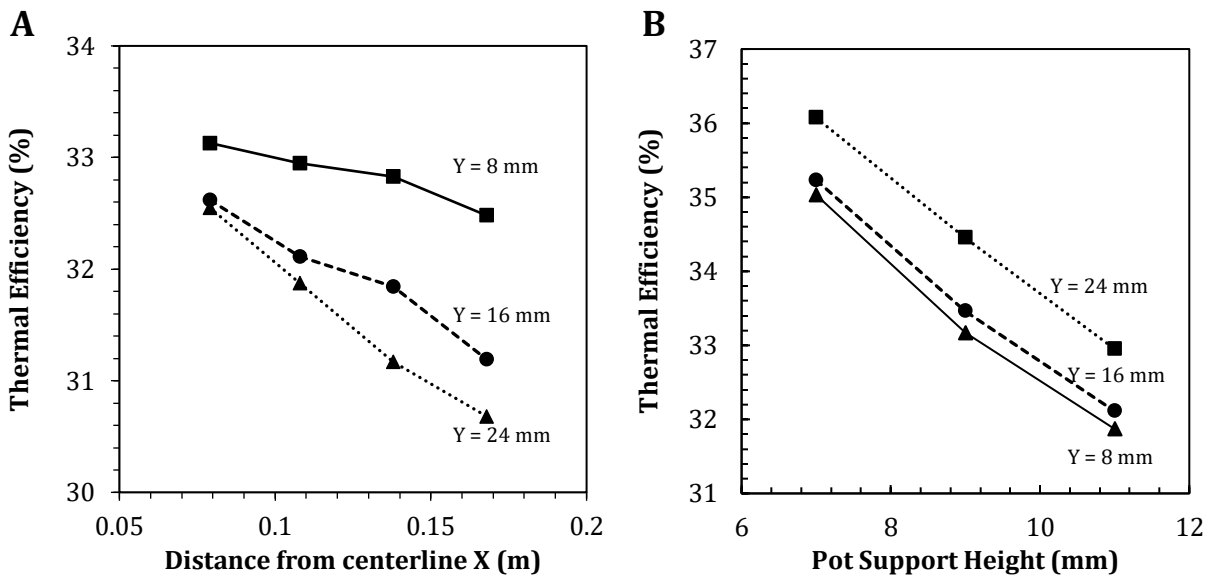 A
Thermal Efficiency (%)
34
33
32
31
30
Y = 8 mm
Y = 16 mm
Y = 24 mm
0.05 0.1 0.15 0.2
Distance from centerline X (m)
B
Thermal Efficiency (%)
37
36
35
34
33
32
31
Y = 24 mm
Y = 16 mm
Y = 8 mm
6 8 10 12
Pot Support Height (mm)